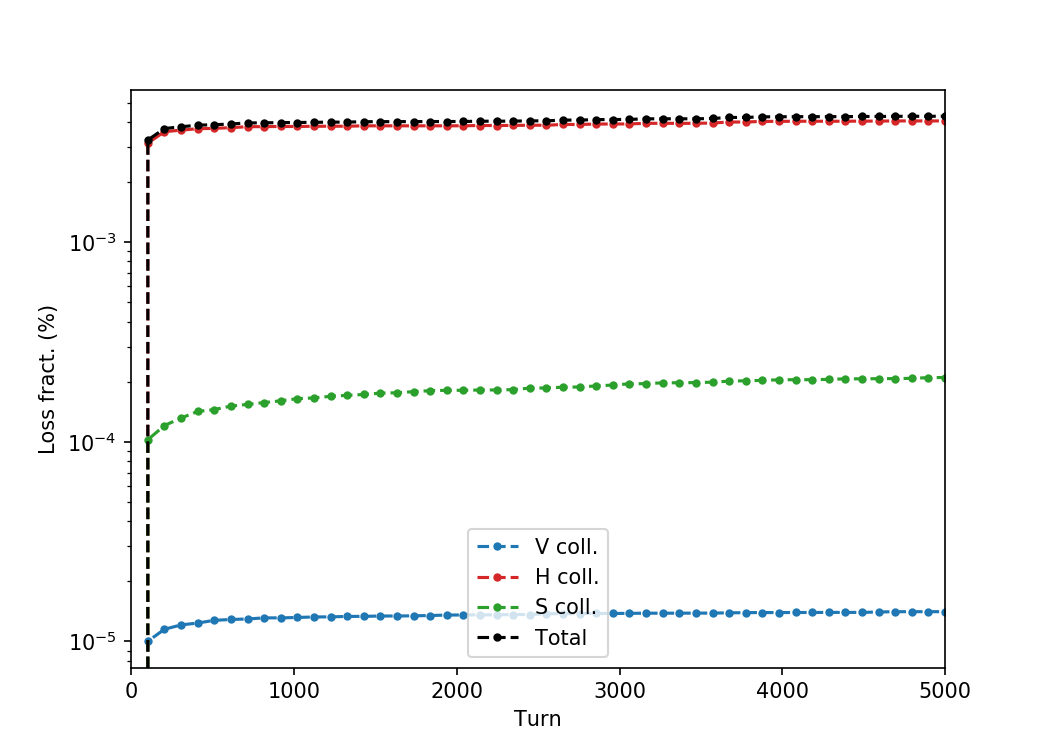 Loss fract. (%)
10⁻³
10⁻⁴
10⁻⁵
V coll.
H coll.
S coll.
Total
0 1000 2000 3000 4000 5000
Turn